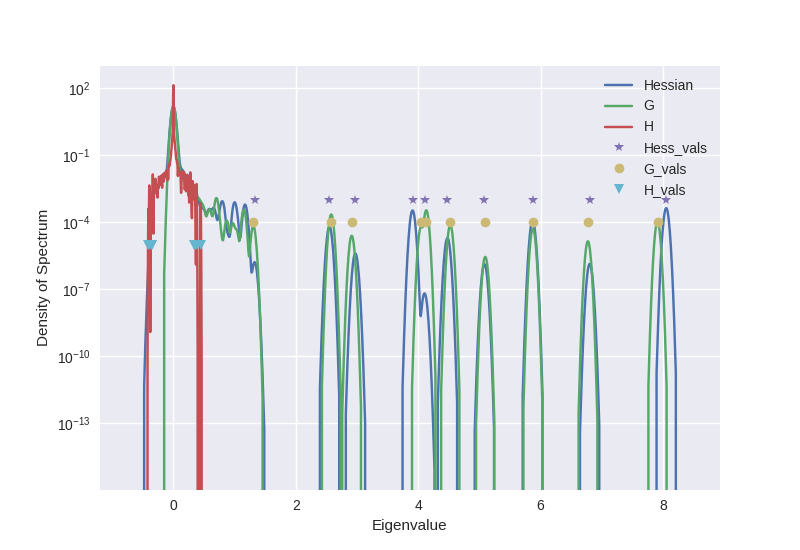 10^2
10^-1
10^-4
10^-7
10^-10
10^-13
Density of Spectrum
0 2 4 6 8
Eigenvalue
Hessian
G
H
Hess_vals
G_vals
H_vals